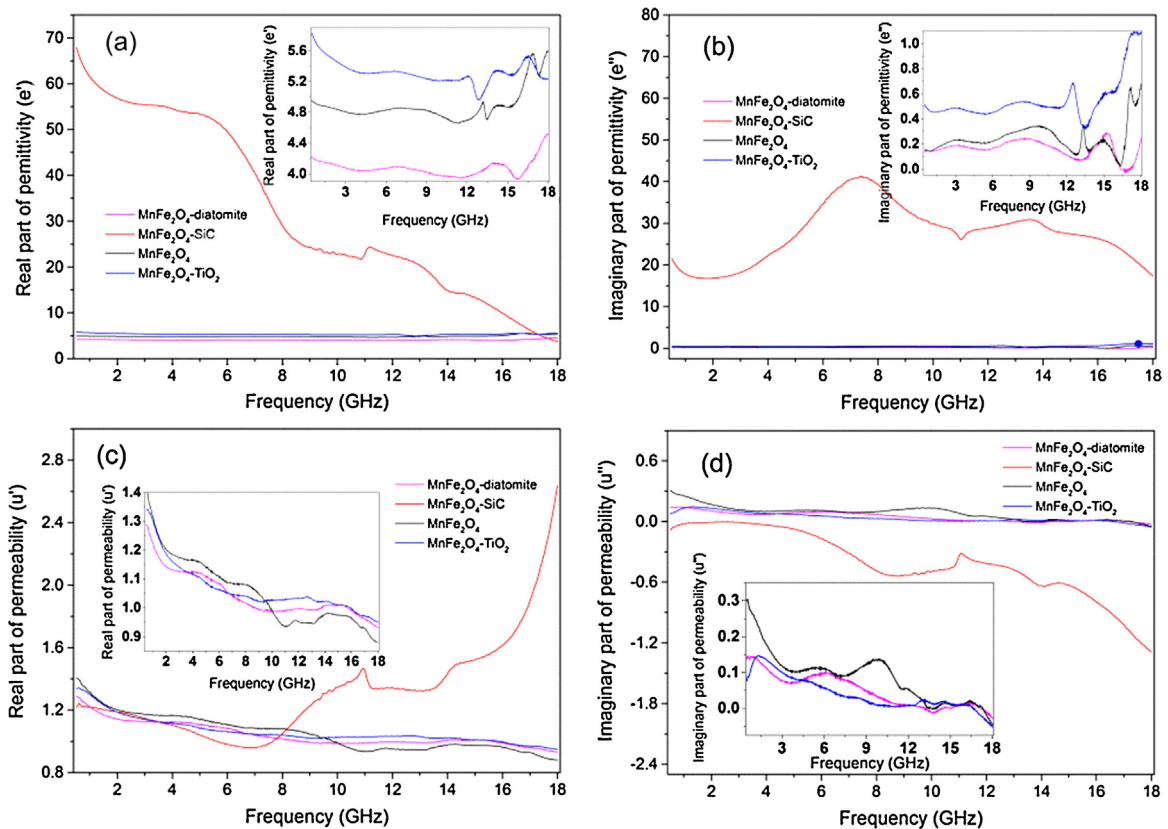 (a)
Real part of permittivity (e')
70
60
50
40
30
20
10
0
2 4 6 8 10 12 14 16 18
Frequency (GHz)
MnFe₂O₄-diatomite
MnFe₂O₄-SiC
MnFe₂O₄
MnFe₂O₄-TiO₂
Real part of pemittivity (e')
5.6
5.2
4.8
4.4
4.0
3 6 9 12 15 18
Frequency (GHz)
(b)
Imaginary part of permittivity (e'')
80
70
60
50
40
30
20
10
0
2 4 6 8 10 12 14 16 18
Frequency (GHz)
MnFe₂O₄-diatomite
MnFe₂O₄-SiC
MnFe₂O₄
MnFe₂O₄-TiO₂
Imaginary part of permittivity (e'')
1.0
0.8
0.6
0.4
0.2
0.0
3 6 9 12 15 18
Frequency (GHz)
(c)
Real part of permeability (u')
2.8
2.4
2.0
1.6
1.2
0.8
2 4 6 8 10 12 14 16 18
Frequency (GHz)
MnFe₂O₄-diatomite
MnFe₂O₄-SiC
MnFe₂O₄
MnFe₂O₄-TiO₂
Real part of permeability (u')
1.4
1.3
1.2
1.1
1.0
0.9
2 4 6 8 10 12 14 16 18
Frequency (GHz)
(d)
Imaginary part of permeability (u'')
0.6
0.0
-0.6
-1.2
-1.8
-2.4
2 4 6 8 10 12 14 16 18
Frequency (GHz)
MnFe₂O₄-diatomite
MnFe₂O₄-SiC
MnFe₂O₄
MnFe₂O₄-TiO₂
Imaginary part of permeability (u'')
0.3
0.2
0.1
0.0
3 6 9 12 15 18
Frequency (GHz)